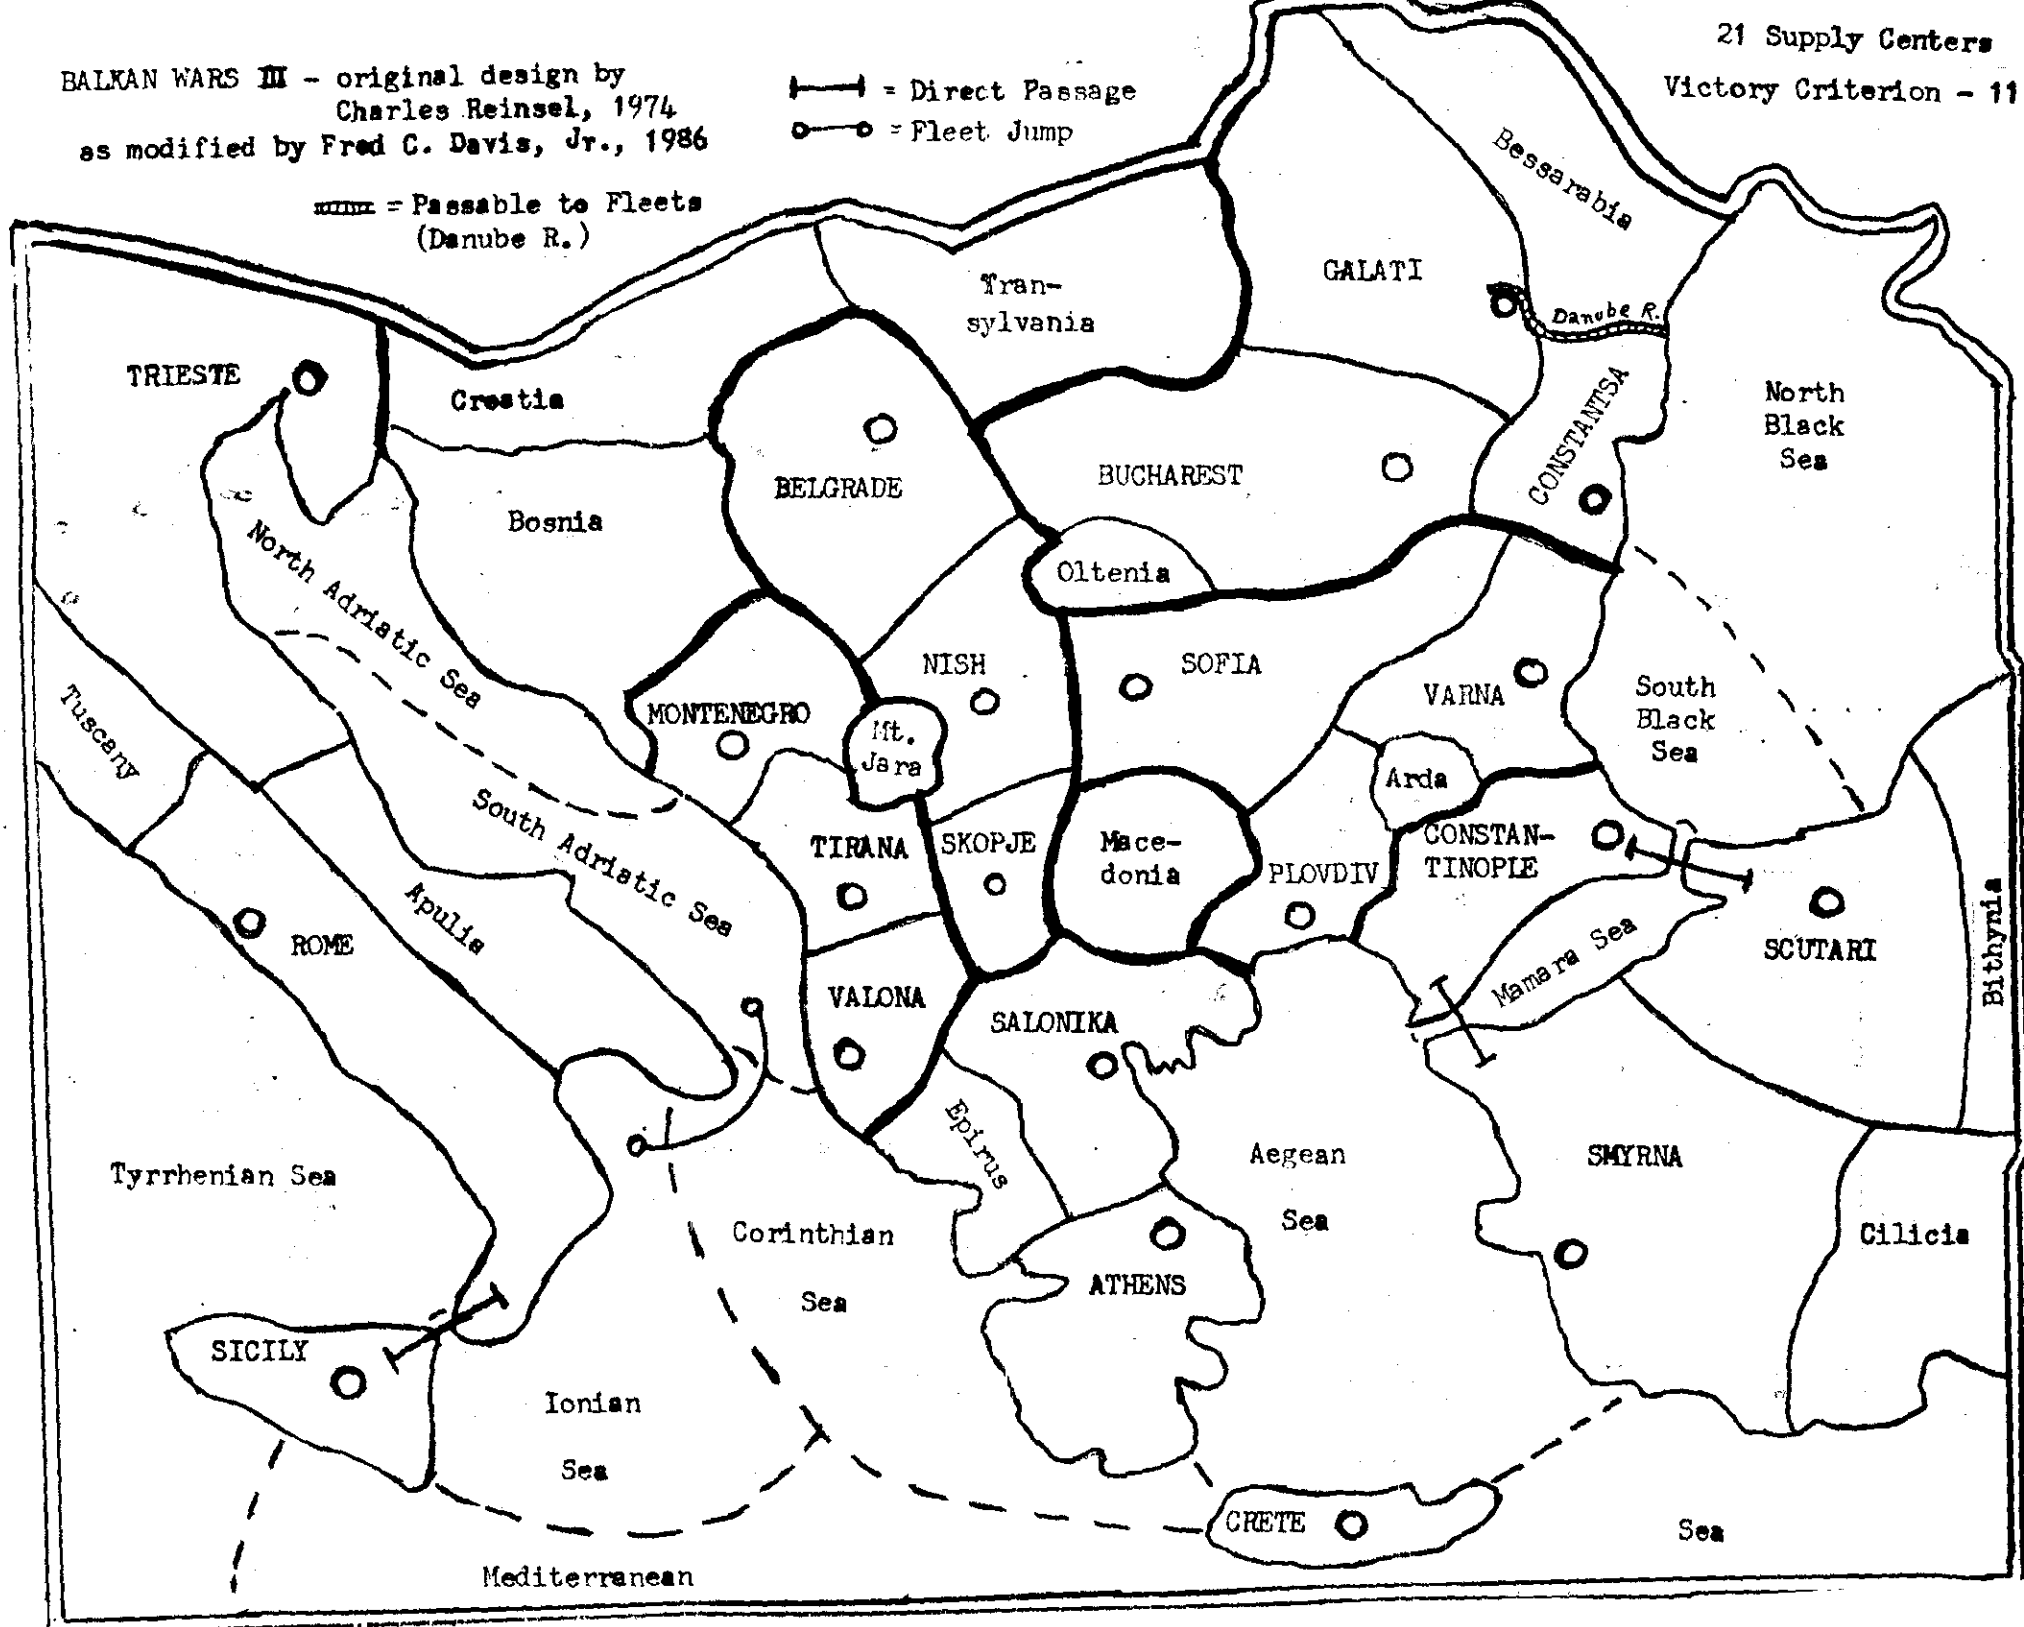 BALKAN WARS III - original design by
Charles Reinsel, 1974
as modified by Fred C. Davis, Jr., 1986
= Passable to Fleets
(Danube R.)
= Direct Passage
= Fleet Jump
21 Supply Centers
Victory Criterion - 11
Bessarabia
GALATI
Tran-
sylvania
Danube R.
TRIESTE
Croatia
CONSTANTSA
North
Black
Sea
BELGRADE
BUCHAREST
Bosnia
North Adriatic Sea
Oltenia
NISH
SOFIA
VARNA
South
Black
Sea
Tuscany
MONTENEGRO
Mt.
Jara
Arda
South Adriatic Sea
TIRANA
SKOPJE
Mace-
donia
PLOVDIV
CONSTAN-
TINOPLE
Apulia
ROME
Mamara Sea
SCUTARI
Bithynia
VALONA
SALONIKA
Epirus
Aegean
Sea
SMYRNA
Tyrrhenian Sea
Corinthian
Sea
Cilicia
ATHENS
SICILY
Ionian
Sea
CRETE
Mediterranean
Sea